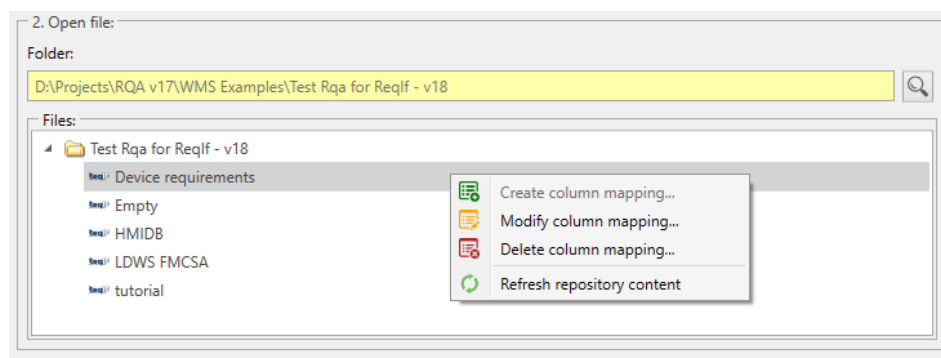 2. Open file:
Folder:
D:\Projects\RQA v17\WMS Examples\Test Rqa for ReqIf - v18
Files:
Test Rqa for ReqIf - v18
Device requirements
Empty
HMIDB
LDWS FMCSA
tutorial
Create column mapping...
Modify column mapping...
Delete column mapping...
Refresh repository content